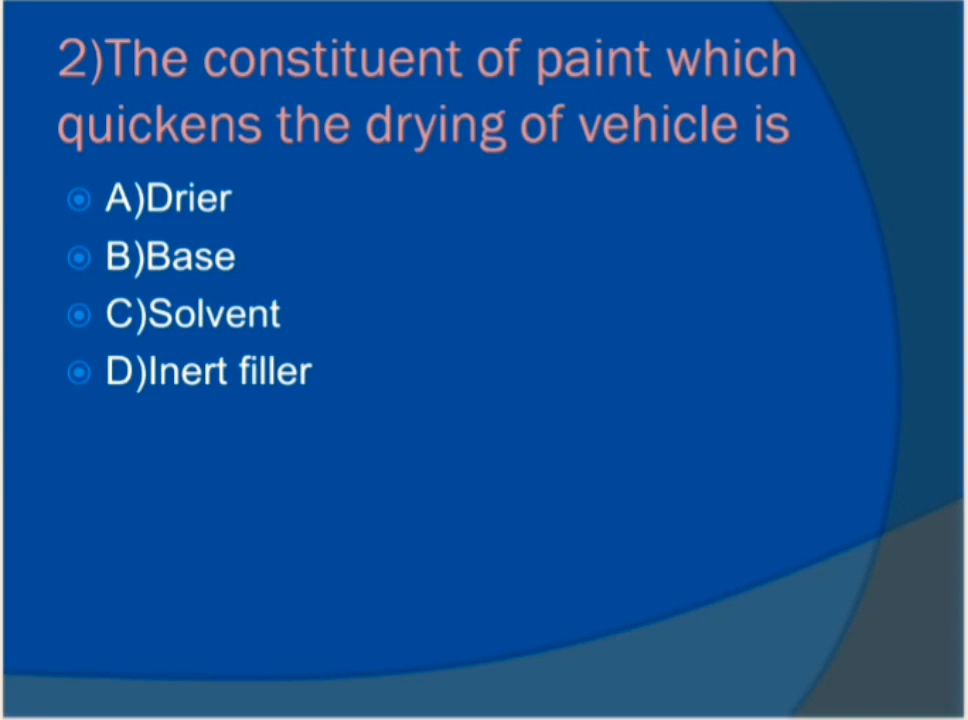 2)The constituent of paint which
quickens the drying of vehicle is
A)Drier
B)Base
C)Solvent
D)Inert filler